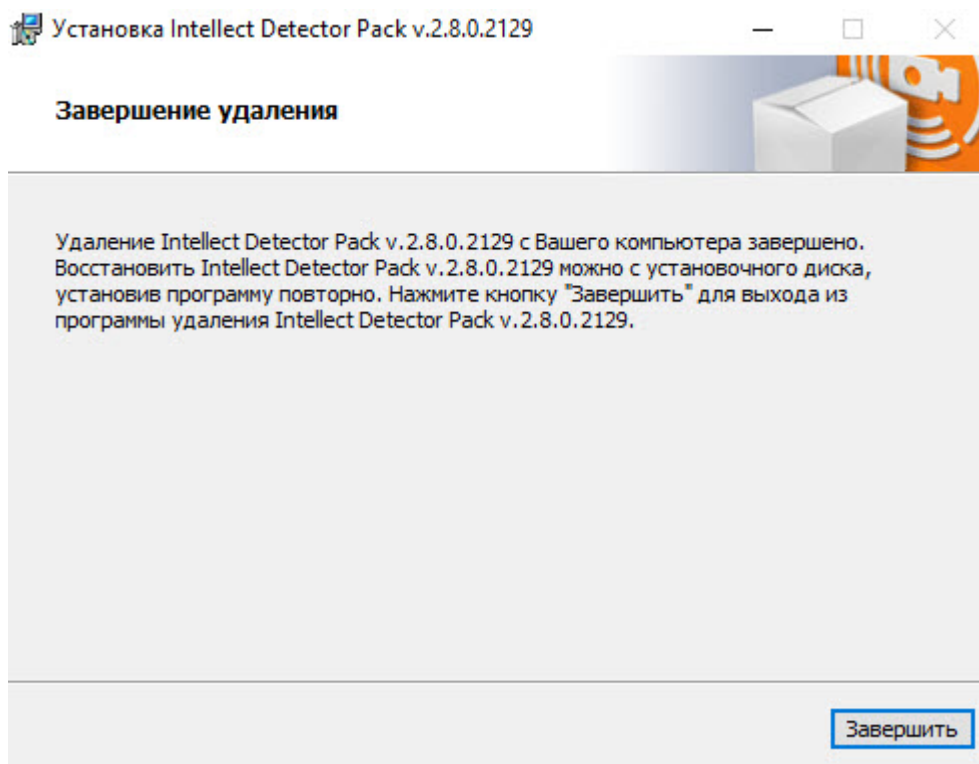 Установка Intellect Detector Pack v.2.8.0.2129
Завершение удаления
Удаление Intellect Detector Pack v.2.8.0.2129 с Вашего компьютера завершено.
Восстановить Intellect Detector Pack v.2.8.0.2129 можно с установочного диска,
установив программу повторно. Нажмите кнопку "Завершить" для выхода из
программы удаления Intellect Detector Pack v.2.8.0.2129.
Завершить